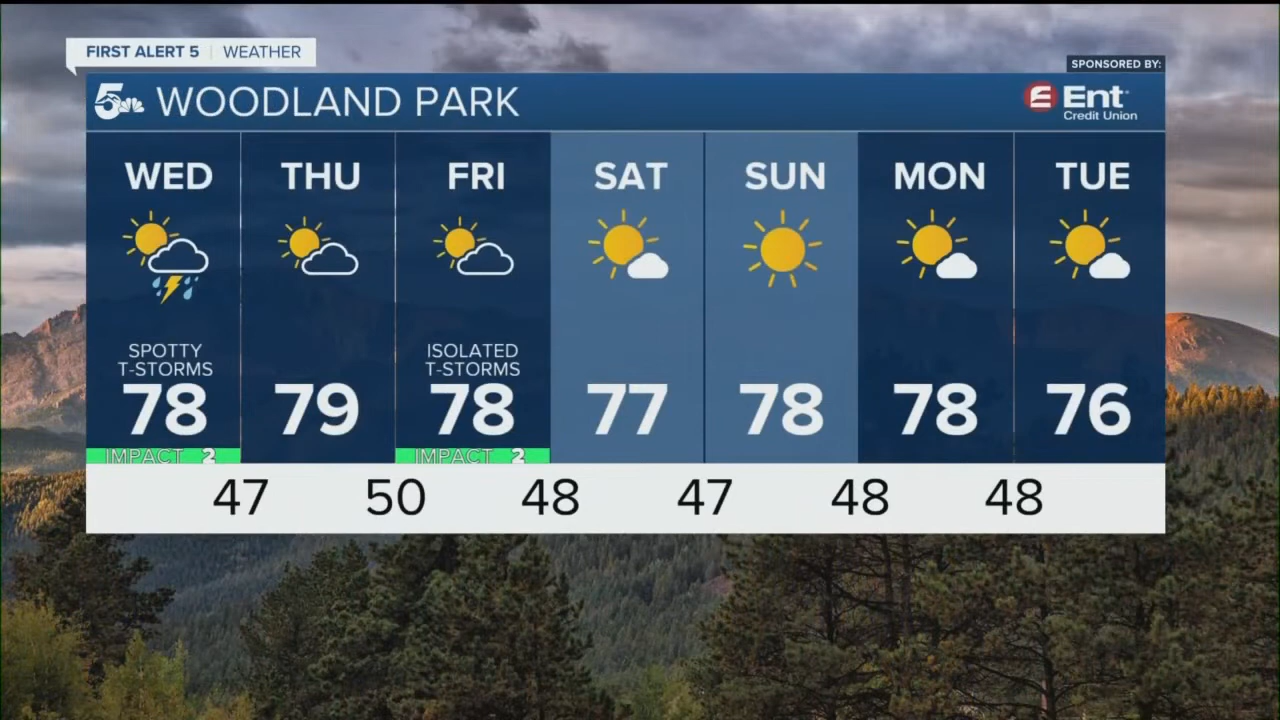 FIRST ALERT 5 | WEATHER
SPONSORED BY:
5 WOODLAND PARK
Ent
Credit Union
WED THU FRI SAT SUN MON TUE
SPOTTY ISOLATED
T-STORMS T-STORMS
78 79 78 77 78 78 76
IMPACT 2 IMPACT 2
47 50 48 47 48 48